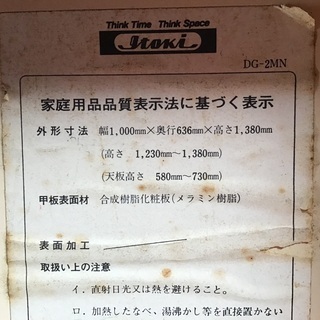 Think Time Think Space
Itoki
DG-2MN
家庭用品品質表示法に基づく表示
外形寸法 幅1,000mm×奥行636mm×高さ1,380mm
(高さ 1,230mm～1,380mm)
(天板高さ 580mm～730mm)
甲板表面材 合成樹脂化粧板(メラミン樹脂)
表面加工
取扱い上の注意
イ．直射日光又は熱を避けること。
ロ．加熱したなべ、湯沸かし等を直接置かない